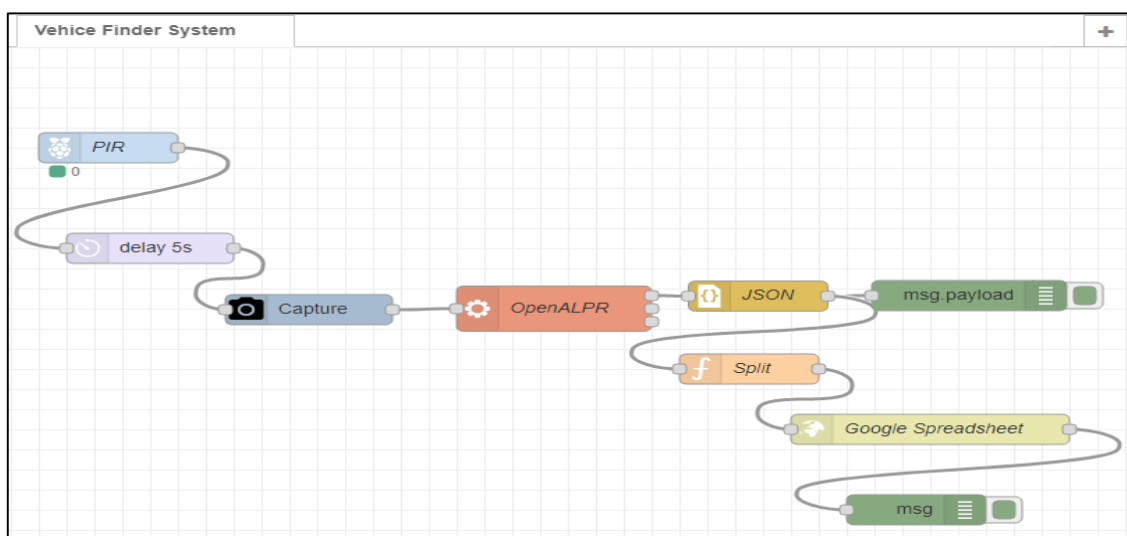 Vehice Finder System
+
PIR
0
delay 5s
Capture
OpenALPR
{} JSON
msg.payload
f Split
Google Spreadsheet
msg